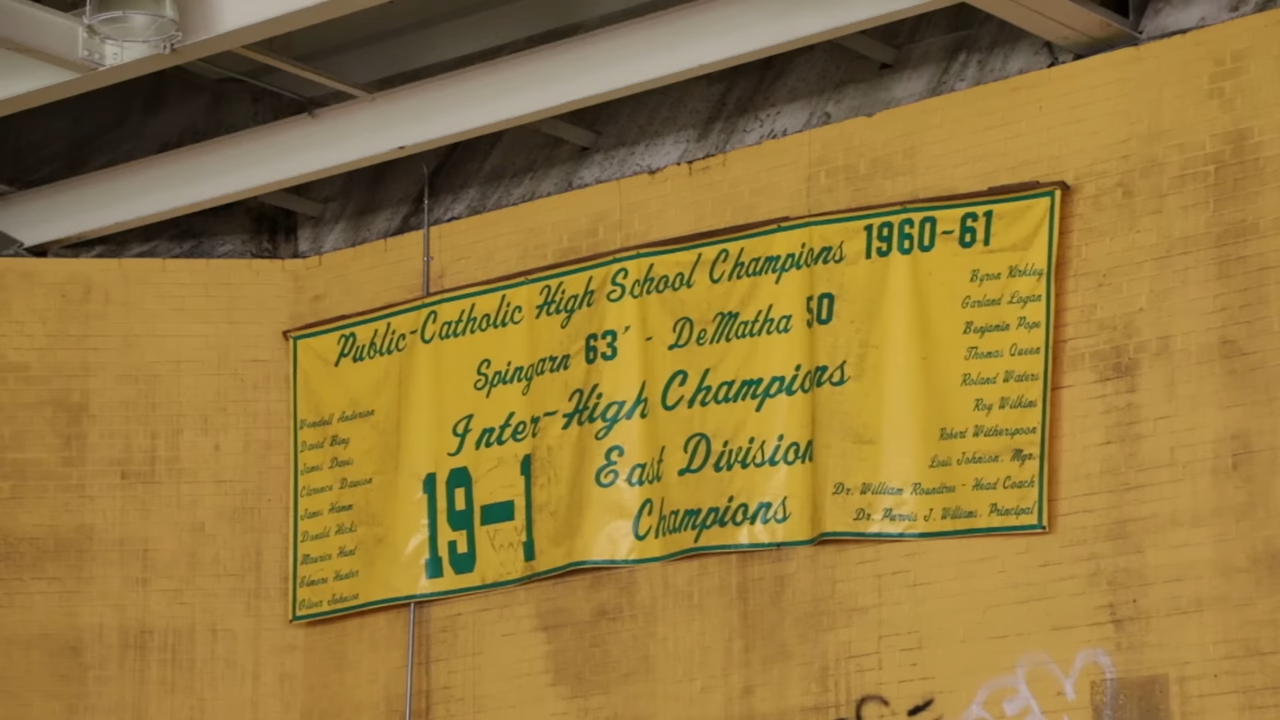 Public-Catholic High School Champions 1960-61
Spingarn 63' - DeMatha 50
Inter-High Champions
19-1
East Division
Champions
Wendell Anderson
David Bing
James Davis
Clarence Dawson
James Hamm
Donald Hicks
Maurice Hunt
Elmore Hunter
Oliver Johnson
Byron Kirkley
Garland Logan
Benjamin Pope
Thomas Queen
Roland Waters
Roy Wilkins
Robert Witherspoon
Louis Johnson, Mgr.
Dr. William Roundtree - Head Coach
Dr. Purvis J. Williams, Principal